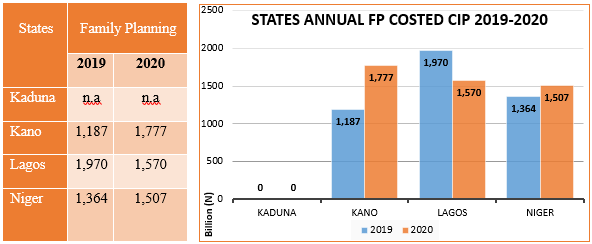 States Family Planning
2019 2020
Kaduna n.a n.a
Kano 1,187 1,777
Lagos 1,970 1,570
Niger 1,364 1,507
STATES ANNUAL FP COSTED CIP 2019-2020
Billion (N)
2500
2000
1500
1000
500
0
0 0
1,187 1,777
1,970 1,570
1,364 1,507
KADUNA KANO LAGOS NIGER
2019 2020